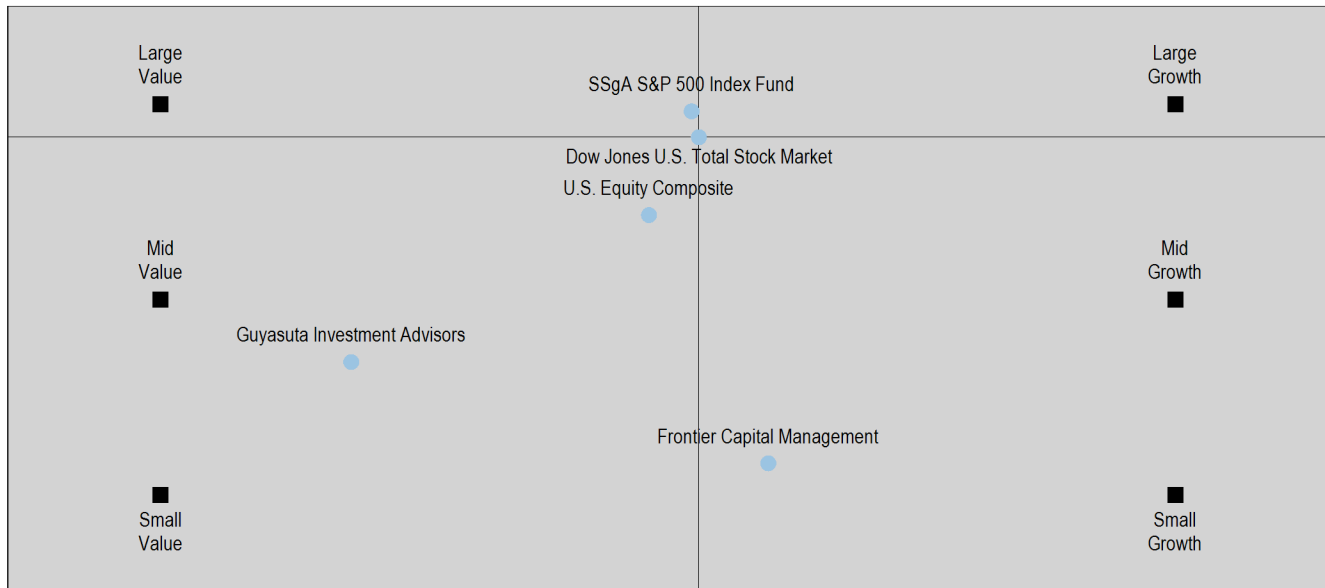 Large
Value
Large
Growth
SSgA S&P 500 Index Fund
Dow Jones U.S. Total Stock Market
U.S. Equity Composite
Mid
Value
Mid
Growth
Guyasuta Investment Advisors
Frontier Capital Management
Small
Value
Small
Growth